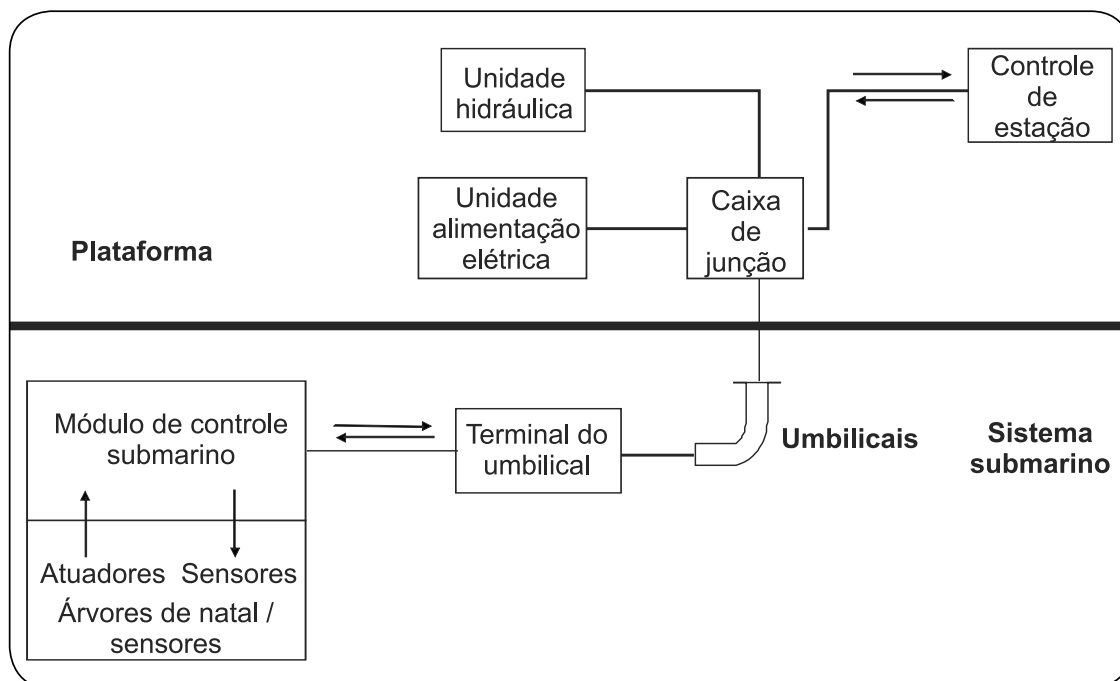 Unidade
hidráulica
Controle
de
estação
Unidade
alimentação
elétrica
Caixa
de
junção
Plataforma
Módulo de controle
submarino
Terminal do
umbilical
Umbilicais
Sistema
submarino
Atuadores Sensores
Árvores de natal /
sensores